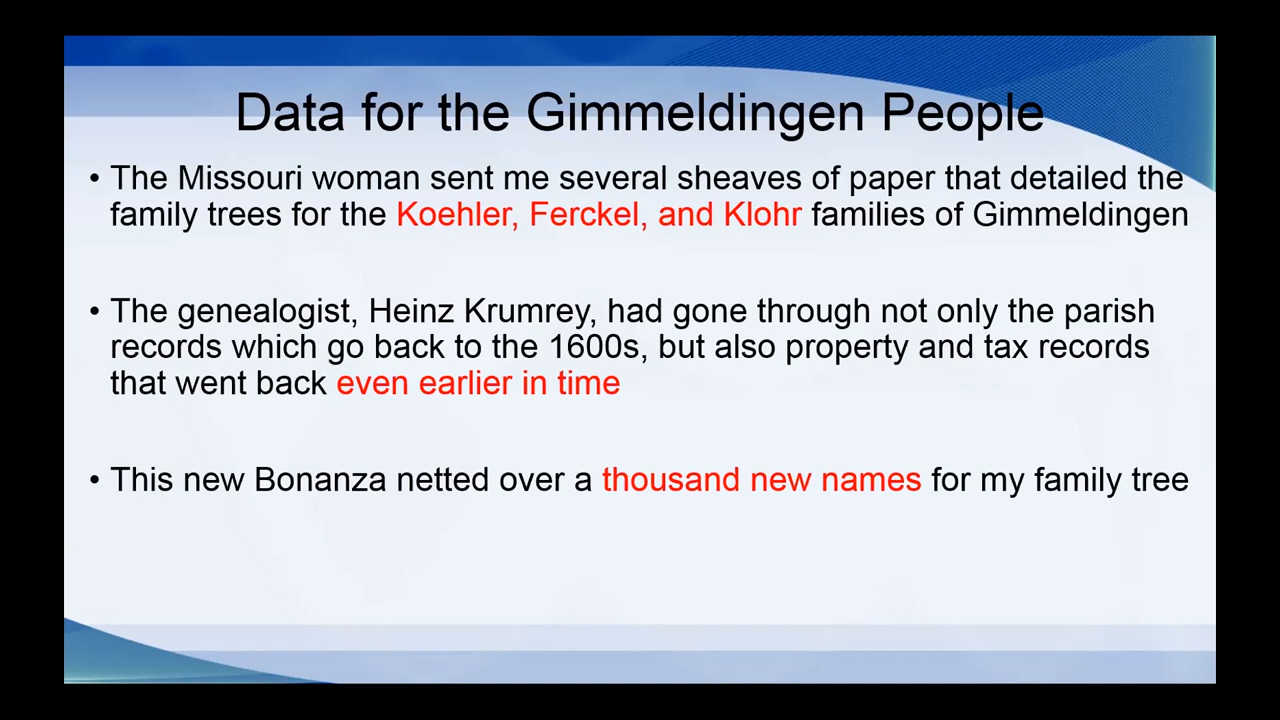 Data for the Gimmeldingen People
• The Missouri woman sent me several sheaves of paper that detailed the
family trees for the Koehler, Ferckel, and Klohr families of Gimmeldingen
• The genealogist, Heinz Krumrey, had gone through not only the parish
records which go back to the 1600s, but also property and tax records
that went back even earlier in time
• This new Bonanza netted over a thousand new names for my family tree